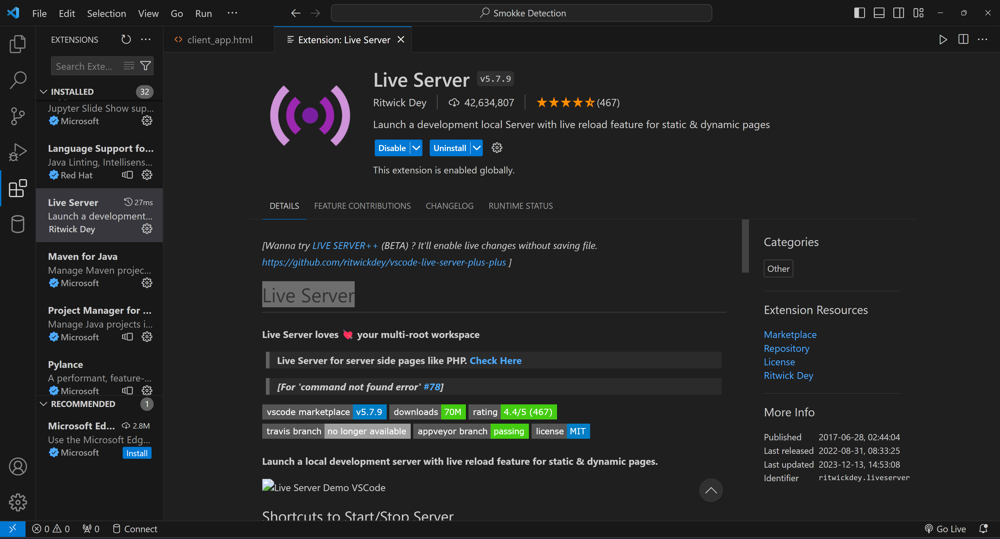 File Edit Selection View Go Run ···
Smokke Detection
EXTENSIONS
client_app.html
Extension: Live Server
Search Exte...
INSTALLED 32
Jupyter Slide Show sup...
Microsoft
Language Support fo...
Java Linting, Intellisens...
Red Hat
Live Server 27ms
Launch a development...
Ritwick Dey
Maven for Java
Manage Maven projec...
Microsoft
Project Manager for ...
Manage Java projects i...
Microsoft
Pylance
A performant, feature-...
Microsoft
RECOMMENDED 1
Microsoft Ed... 2.8M
Use the Microsoft Edg...
Microsoft Install
Live Server v5.7.9
Ritwick Dey 42,634,807 (467)
Launch a development local Server with live reload feature for static & dynamic pages
Disable Uninstall
This extension is enabled globally.
DETAILS FEATURE CONTRIBUTIONS CHANGELOG RUNTIME STATUS
[Wanna try LIVE SERVER++ (BETA) ? It'll enable live changes without saving file.
https://github.com/ritwickdey/vscode-live-server-plus-plus ]
Live Server
Live Server loves 💘 your multi-root workspace
Live Server for server side pages like PHP. Check Here
[For 'command not found error' #78]
vscode marketplace v5.7.9 downloads 70M rating 4.4/5 (467)
travis branch no longer available appveyor branch passing license MIT
Launch a local development server with live reload feature for static & dynamic pages.
Live Server Demo VSCode
Shortcuts to Start/Stop Server
Categories
Other
Extension Resources
Marketplace
Repository
License
Ritwick Dey
More Info
Published 2017-06-28, 02:44:04
Last released 2022-08-31, 08:33:25
Last updated 2023-12-13, 14:53:08
Identifier ritwickdey.liveserver
0 0 0 Connect
Go Live